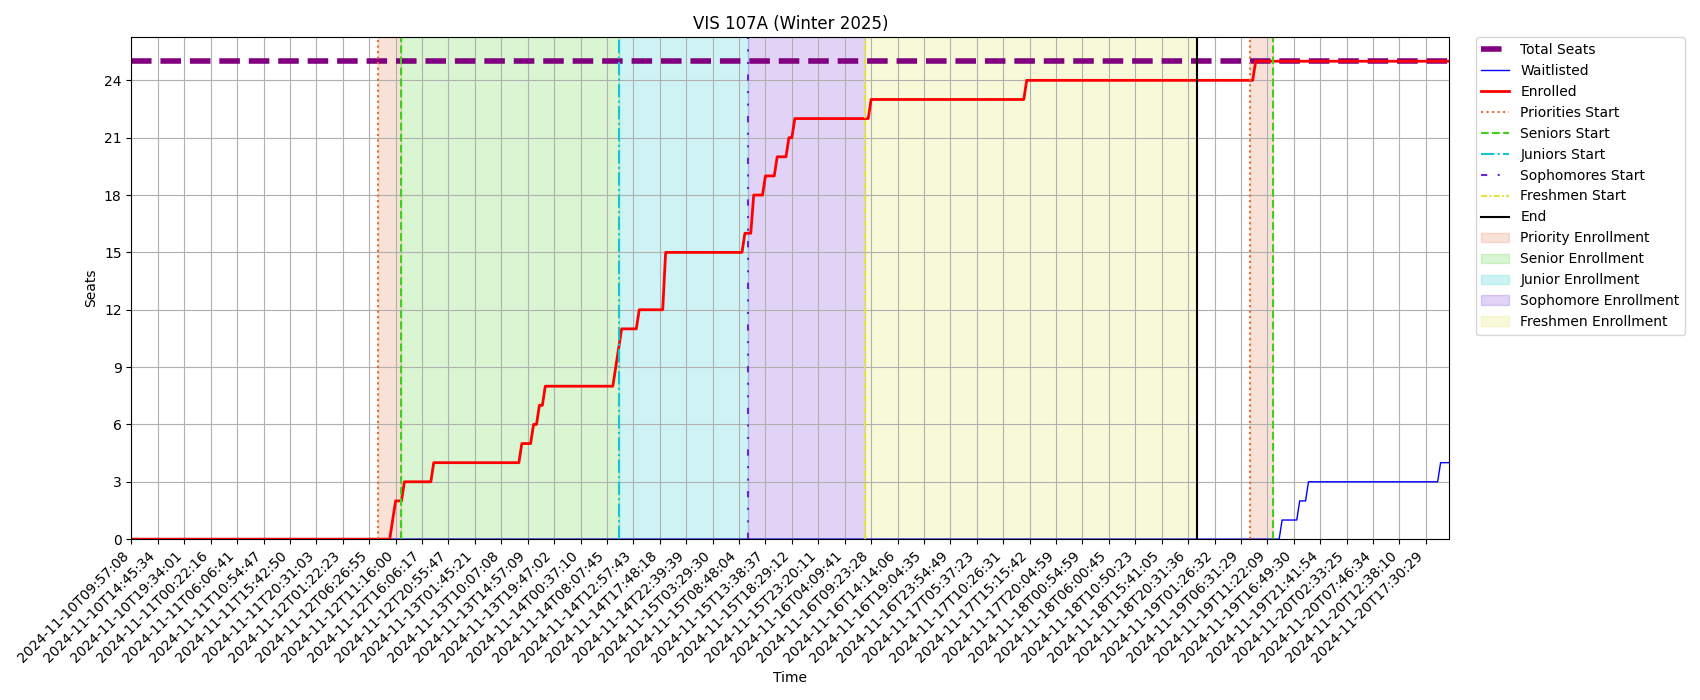 VIS 107A (Winter 2025)
Total Seats
Waitlisted
Enrolled
Priorities Start
Seniors Start
Juniors Start
Sophomores Start
Freshmen Start
End
Priority Enrollment
Senior Enrollment
Junior Enrollment
Sophomore Enrollment
Freshmen Enrollment
Seats
24
21
18
15
12
9
6
3
0
2024-11-10T09:57:08
2024-11-10T14:45:34
2024-11-10T19:34:01
2024-11-11T00:22:16
2024-11-11T06:06:41
2024-11-11T10:54:47
2024-11-11T15:42:50
2024-11-11T20:31:03
2024-11-12T01:22:23
2024-11-12T06:26:55
2024-11-12T11:16:00
2024-11-12T16:06:17
2024-11-12T20:55:47
2024-11-13T01:45:21
2024-11-13T10:07:08
2024-11-13T14:57:09
2024-11-13T19:47:02
2024-11-14T00:37:10
2024-11-14T08:07:45
2024-11-14T12:57:43
2024-11-14T17:48:18
2024-11-14T22:39:39
2024-11-15T03:29:30
2024-11-15T08:48:04
2024-11-15T13:38:37
2024-11-15T18:29:12
2024-11-15T23:20:11
2024-11-16T04:09:41
2024-11-16T09:23:28
2024-11-16T14:14:06
2024-11-16T19:04:35
2024-11-16T23:54:49
2024-11-17T05:37:23
2024-11-17T10:26:31
2024-11-17T15:15:42
2024-11-17T20:04:59
2024-11-18T00:54:59
2024-11-18T06:00:45
2024-11-18T10:50:23
2024-11-18T15:41:05
2024-11-18T20:31:36
2024-11-19T01:26:32
2024-11-19T06:31:29
2024-11-19T11:22:09
2024-11-19T16:49:30
2024-11-19T21:41:54
2024-11-20T02:33:25
2024-11-20T07:46:34
2024-11-20T12:38:10
2024-11-20T17:30:29
Time